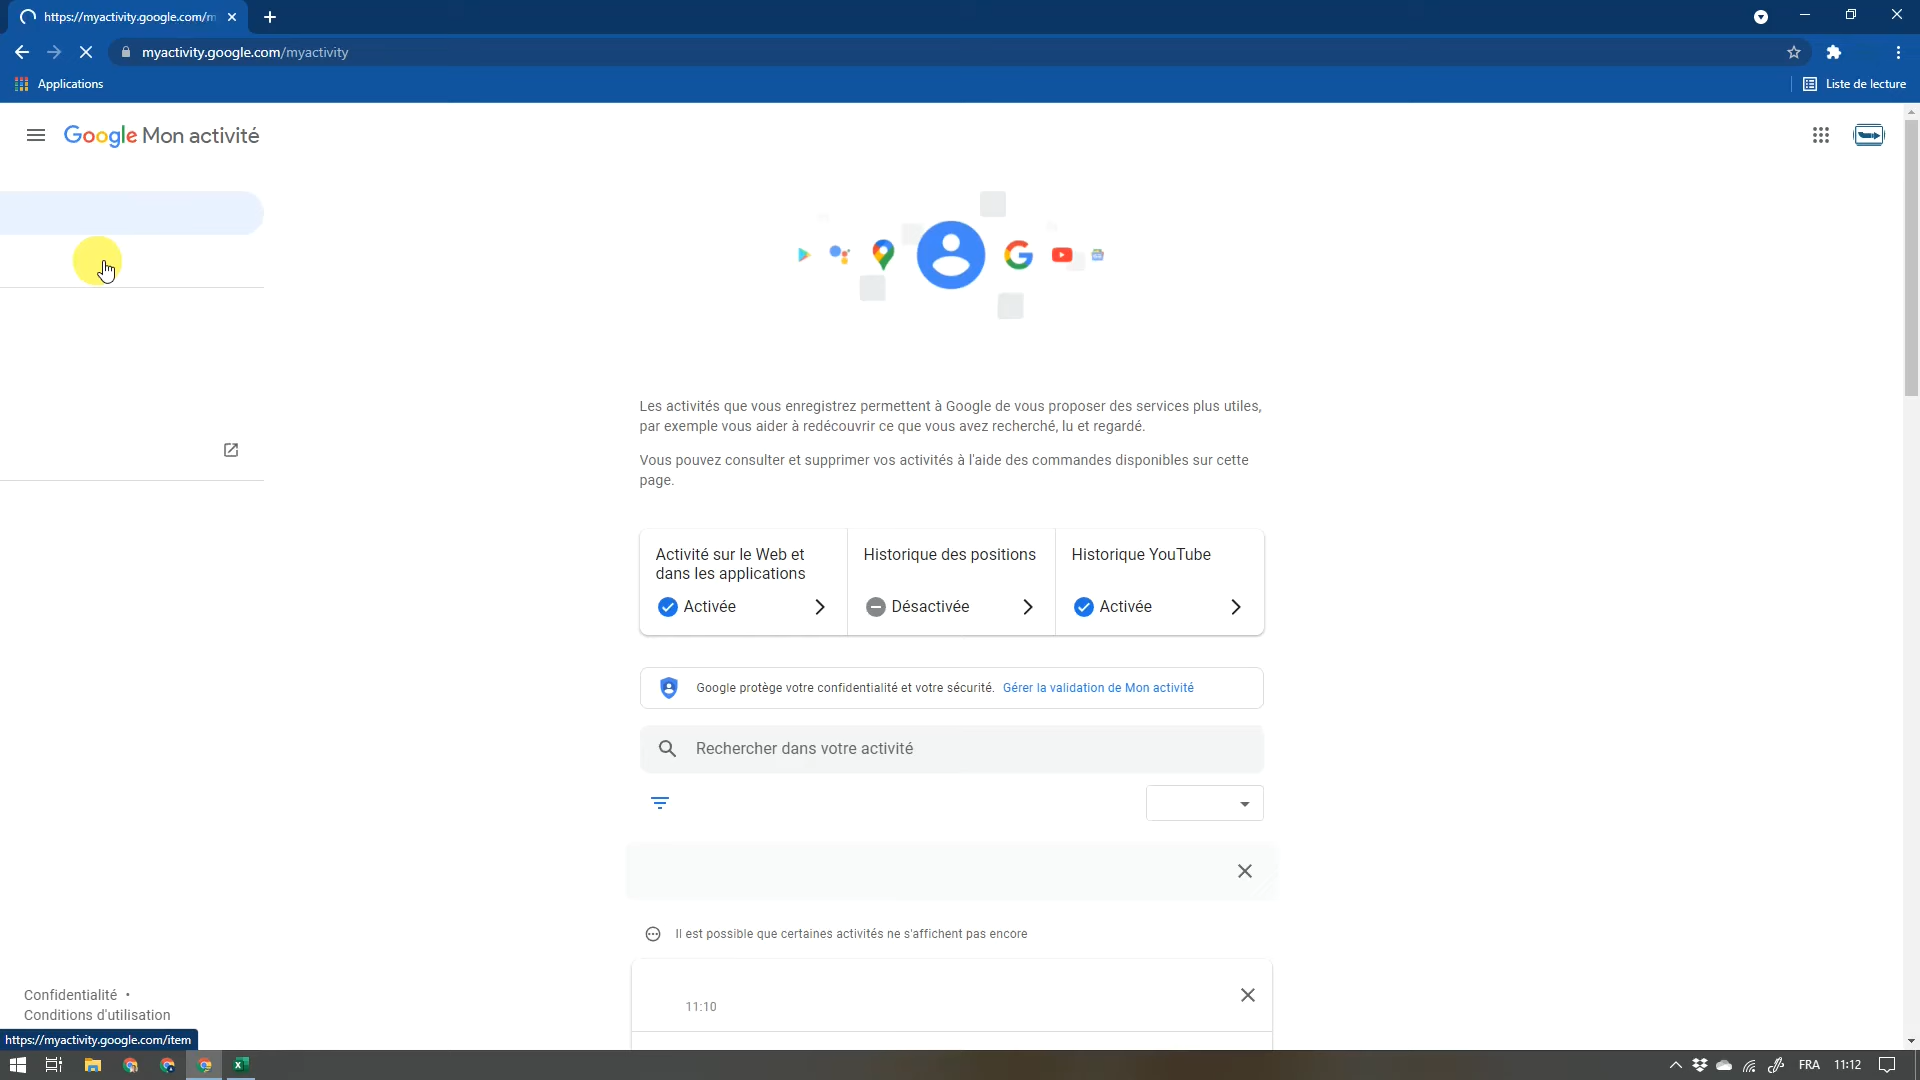 https://myactivity.google.com/m
myactivity.google.com/myactivity
Applications
Liste de lecture
Google Mon activité
Les activités que vous enregistrez permettent à Google de vous proposer des services plus utiles,
par exemple vous aider à redécouvrir ce que vous avez recherché, lu et regardé.
Vous pouvez consulter et supprimer vos activités à l'aide des commandes disponibles sur cette
page.
Activité sur le Web et
dans les applications
Activée
Historique des positions
Désactivée
Historique YouTube
Activée
Google protège votre confidentialité et votre sécurité. Gérer la validation de Mon activité
Rechercher dans votre activité
Il est possible que certaines activités ne s'affichent pas encore
11:10
Confidentialité •
Conditions d'utilisation
https://myactivity.google.com/item
FRA 11:12